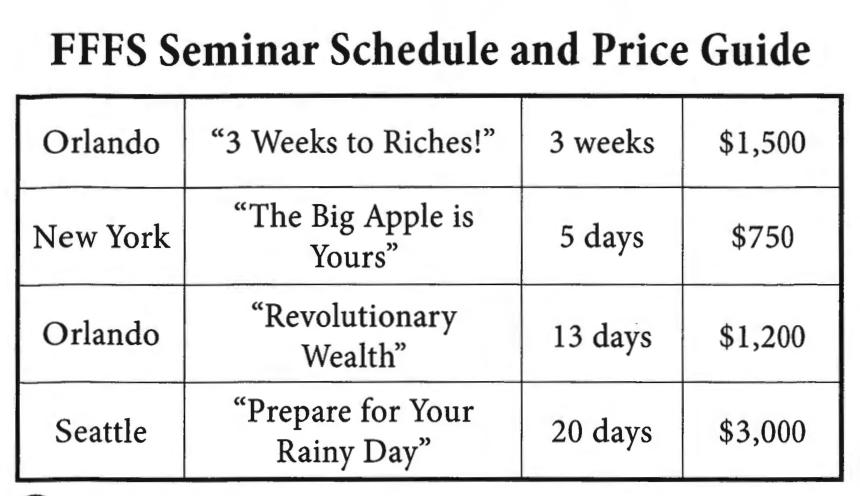 FFFS Seminar Schedule and Price Guide
Orlando “3 Weeks to Riches!” 3 weeks $1,500
New York “The Big Apple is Yours” 5 days $750
Orlando “Revolutionary Wealth” 13 days $1,200
Seattle “Prepare for Your Rainy Day” 20 days $3,000